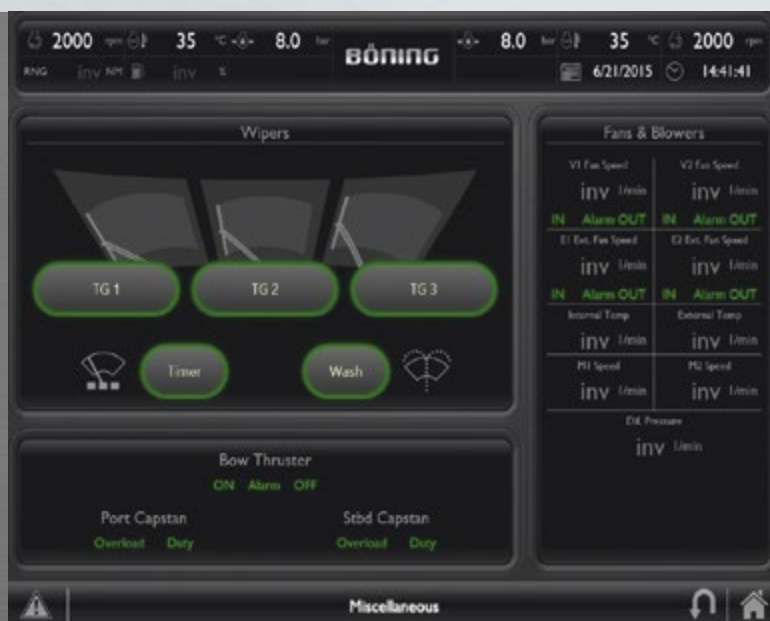 2000 rpm 35 °C 8.0 bar BÖNING 8.0 bar 35 °C 2000 rpm
RNG inv NM inv % 6/21/2015 14:41:41
Wipers
TG 1 TG 2 TG 3
Timer Wash
Bow Thruster
ON Alarm OFF
Port Capstan Stbd Capstan
Overload Duty Overload Duty
Fans & Blowers
V1 Fan Speed V2 Fan Speed
inv 1/min inv 1/min
IN Alarm OUT IN Alarm OUT
E1 Ext. Fan Speed E2 Ext. Fan Speed
inv 1/min inv 1/min
IN Alarm OUT IN Alarm OUT
Internal Temp External Temp
inv 1/min inv 1/min
M1 Speed M2 Speed
inv 1/min inv 1/min
Pressure
inv 1/min
Miscellaneous